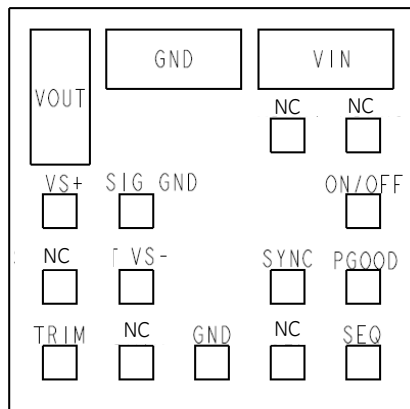 VOUT GND VIN
NC NC
VS+ SIG GND ON/OFF
NC VS- SYNC PGOOD
TRIM NC GND NC SEQ